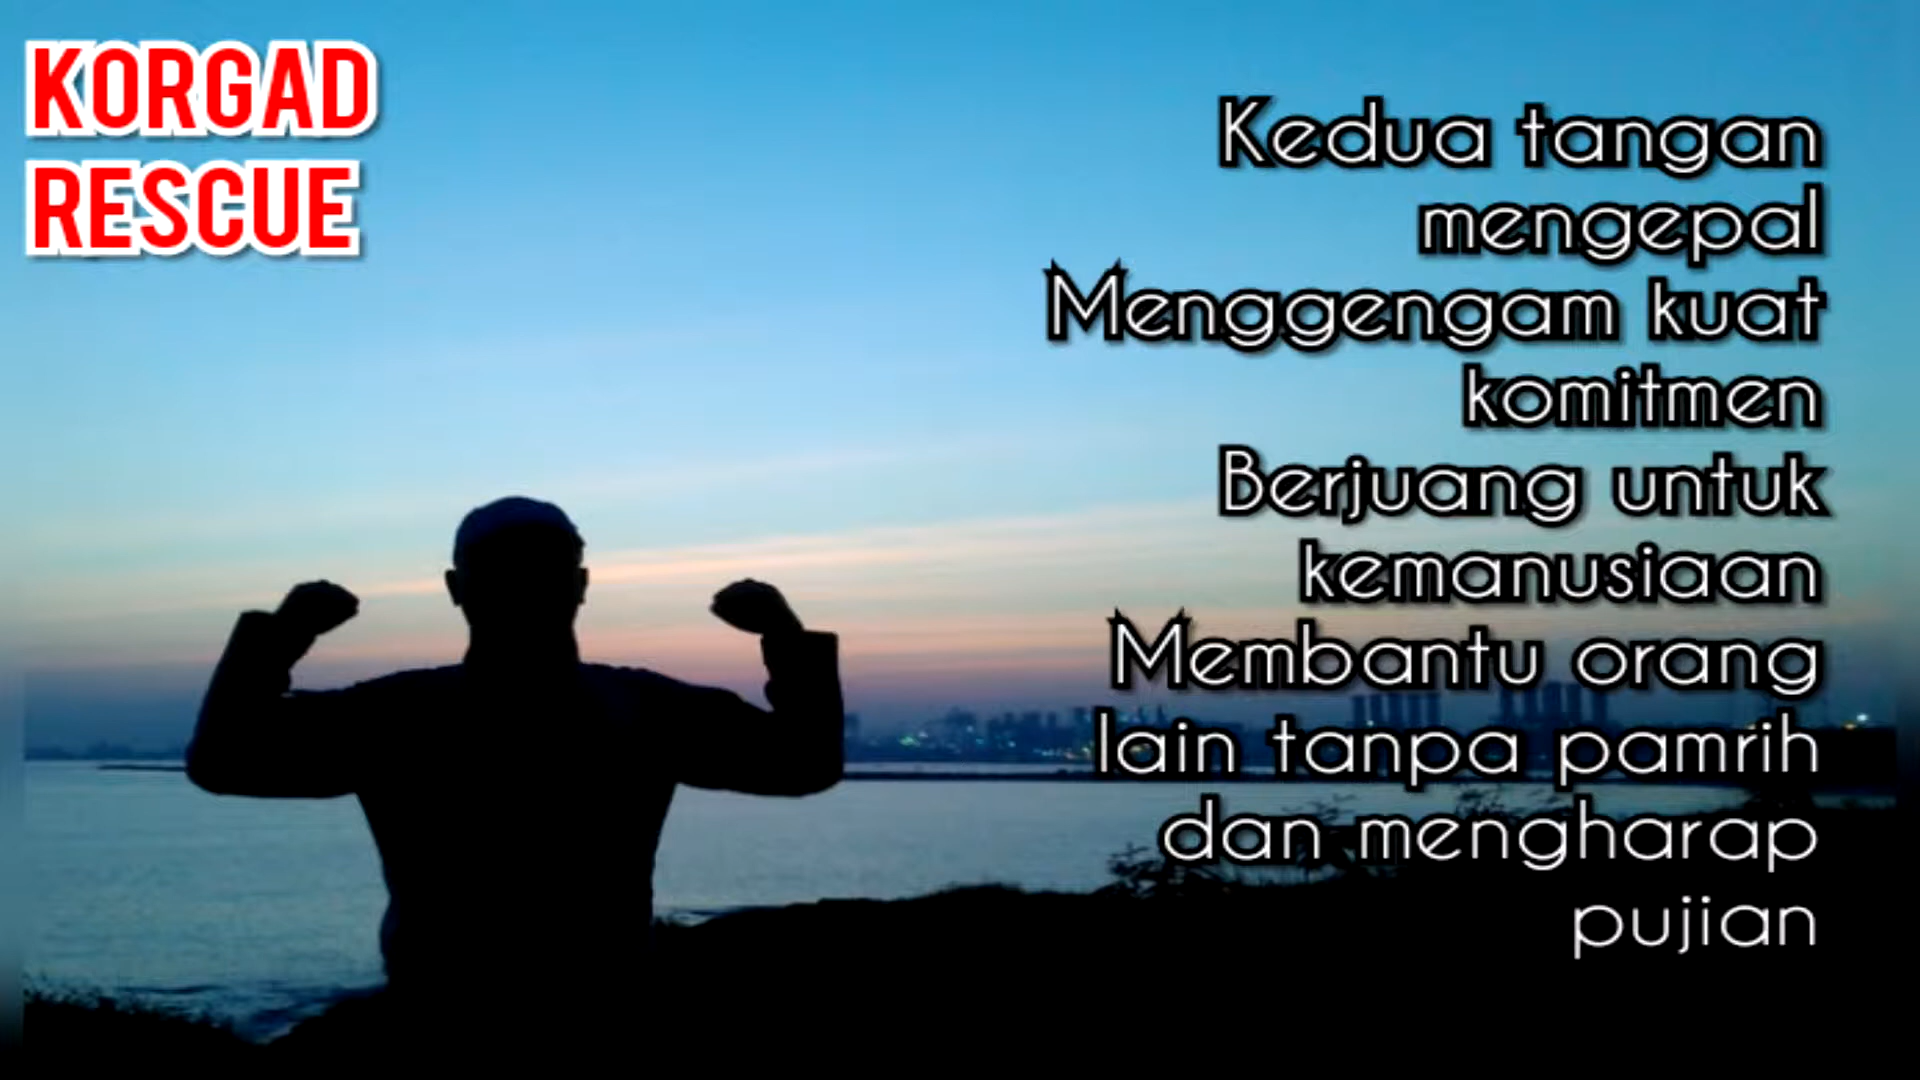 KORGAD
RESCUE
Kedua tangan
mengepal
Menggengam kuat
komitmen
Berjuang untuk
kemanusiaan
Membantu orang
lain tanpa pamrih
dan mengharap
pujian